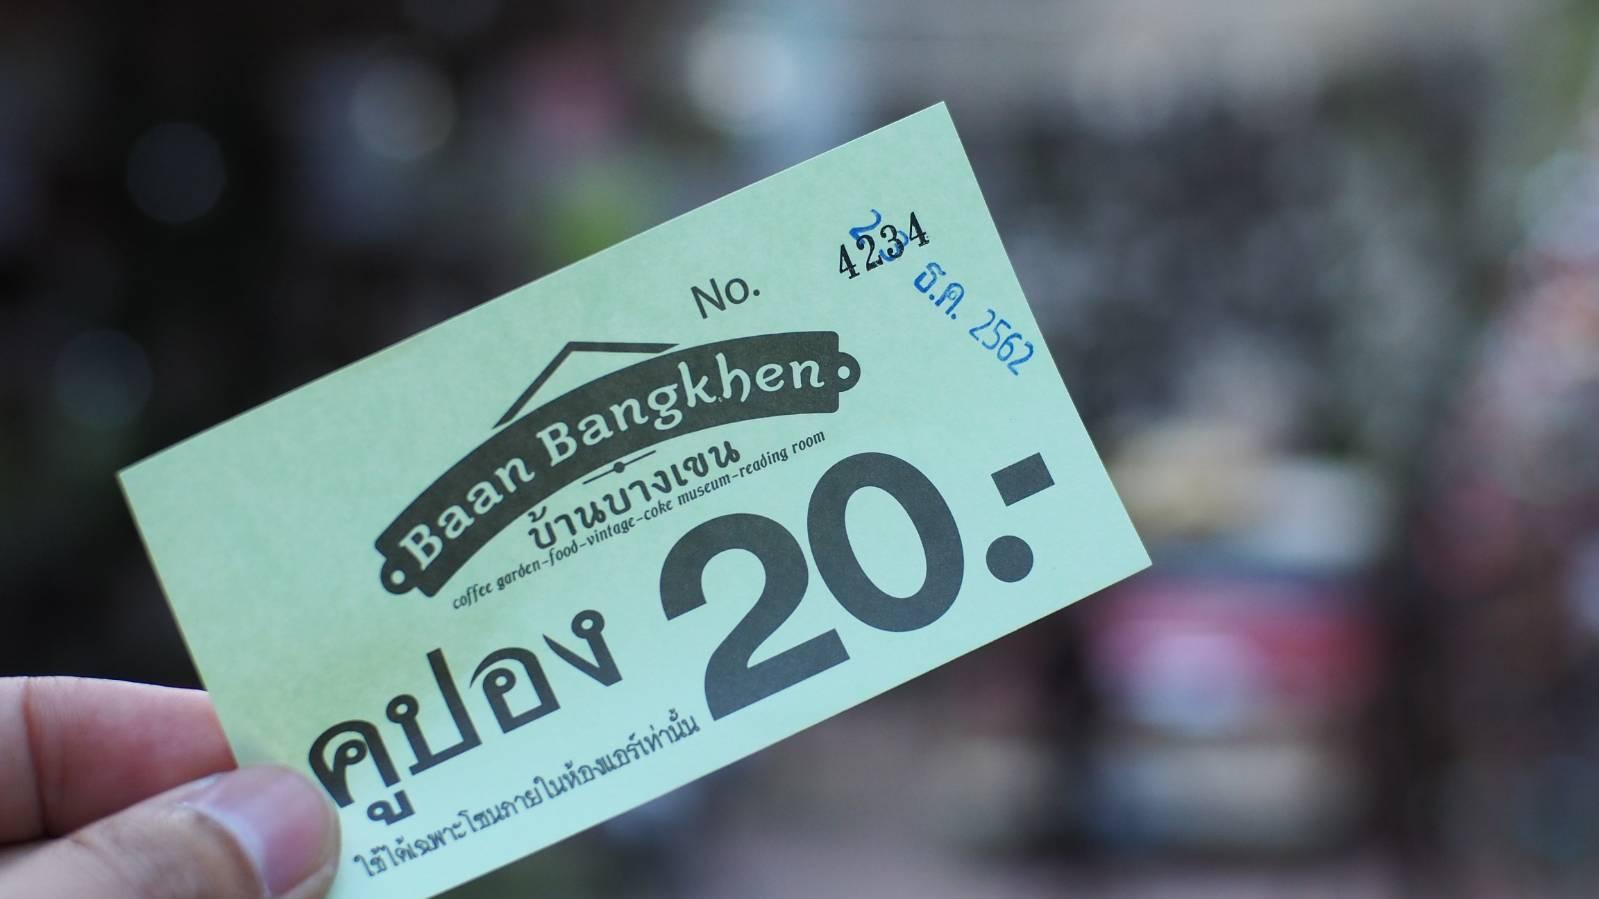 No. 4234
ธ.ค. 2562
Baan Bangkhen
บ้านบางเขน
coffee garden-food-vintage-coke museum-reading room
คูปอง 20.-
ใช้ได้เฉพาะโซนภายในห้องแอร์เท่านั้น